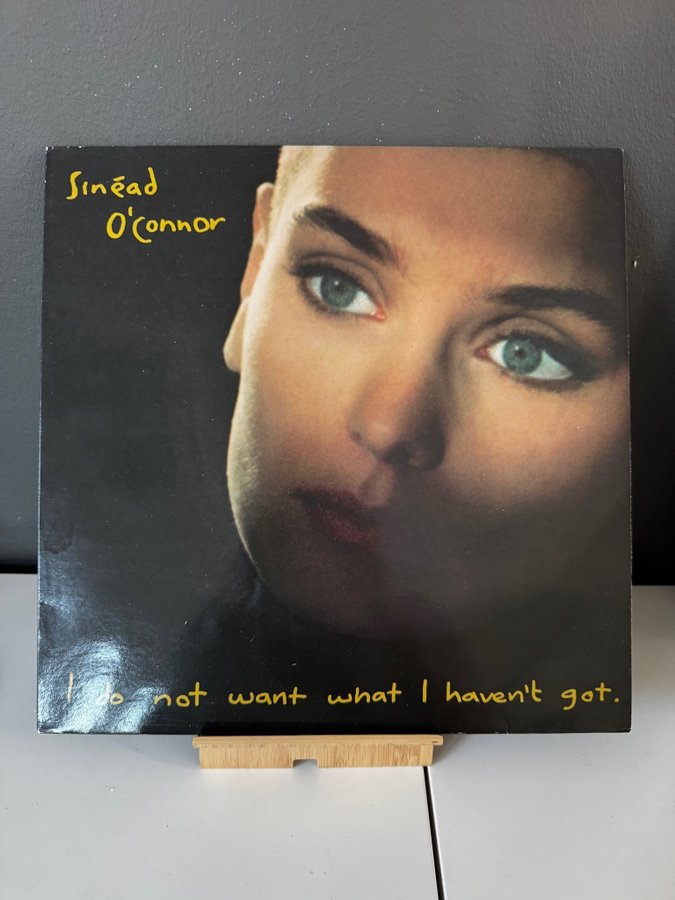 Sinéad
O'Connor
I do not want what I haven't got.